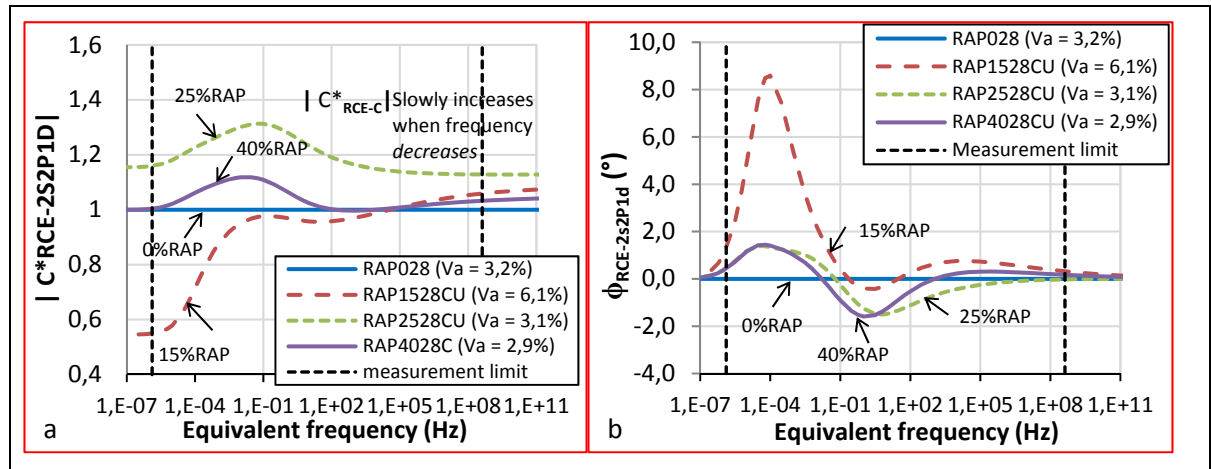 | C*RCE-2S2P1D|
1,6
1,4
1,2
1
0,8
0,6
0,4
25%RAP
| C*RCE-C | Slowly increases
when frequency
decreases
40%RAP
0%RAP
15%RAP
RAP028 (Va = 3,2%)
RAP1528CU (Va = 6,1%)
RAP2528CU (Va = 3,1%)
RAP4028C (Va = 2,9%)
measurement limit
1,E-07 1,E-04 1,E-01 1,E+02 1,E+05 1,E+08 1,E+11
a Equivalent frequency (Hz)
ϕRCE-2s2P1d (°)
10,0
8,0
6,0
4,0
2,0
0,0
-2,0
-4,0
RAP028 (Va = 3,2%)
RAP1528CU (Va = 6,1%)
RAP2528CU (Va = 3,1%)
RAP4028CU (Va = 2,9%)
Measurement limit
15%RAP
0%RAP
25%RAP
40%RAP
1,E-07 1,E-04 1,E-01 1,E+02 1,E+05 1,E+08 1,E+11
b Equivalent frequency (Hz)